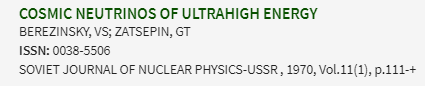 COSMIC NEUTRINOS OF ULTRAHIGH ENERGY
BEREZINSKY, VS; ZATSEPIN, GT
ISSN: 0038-5506
SOVIET JOURNAL OF NUCLEAR PHYSICS-USSR , 1970, Vol.11(1), p.111-+